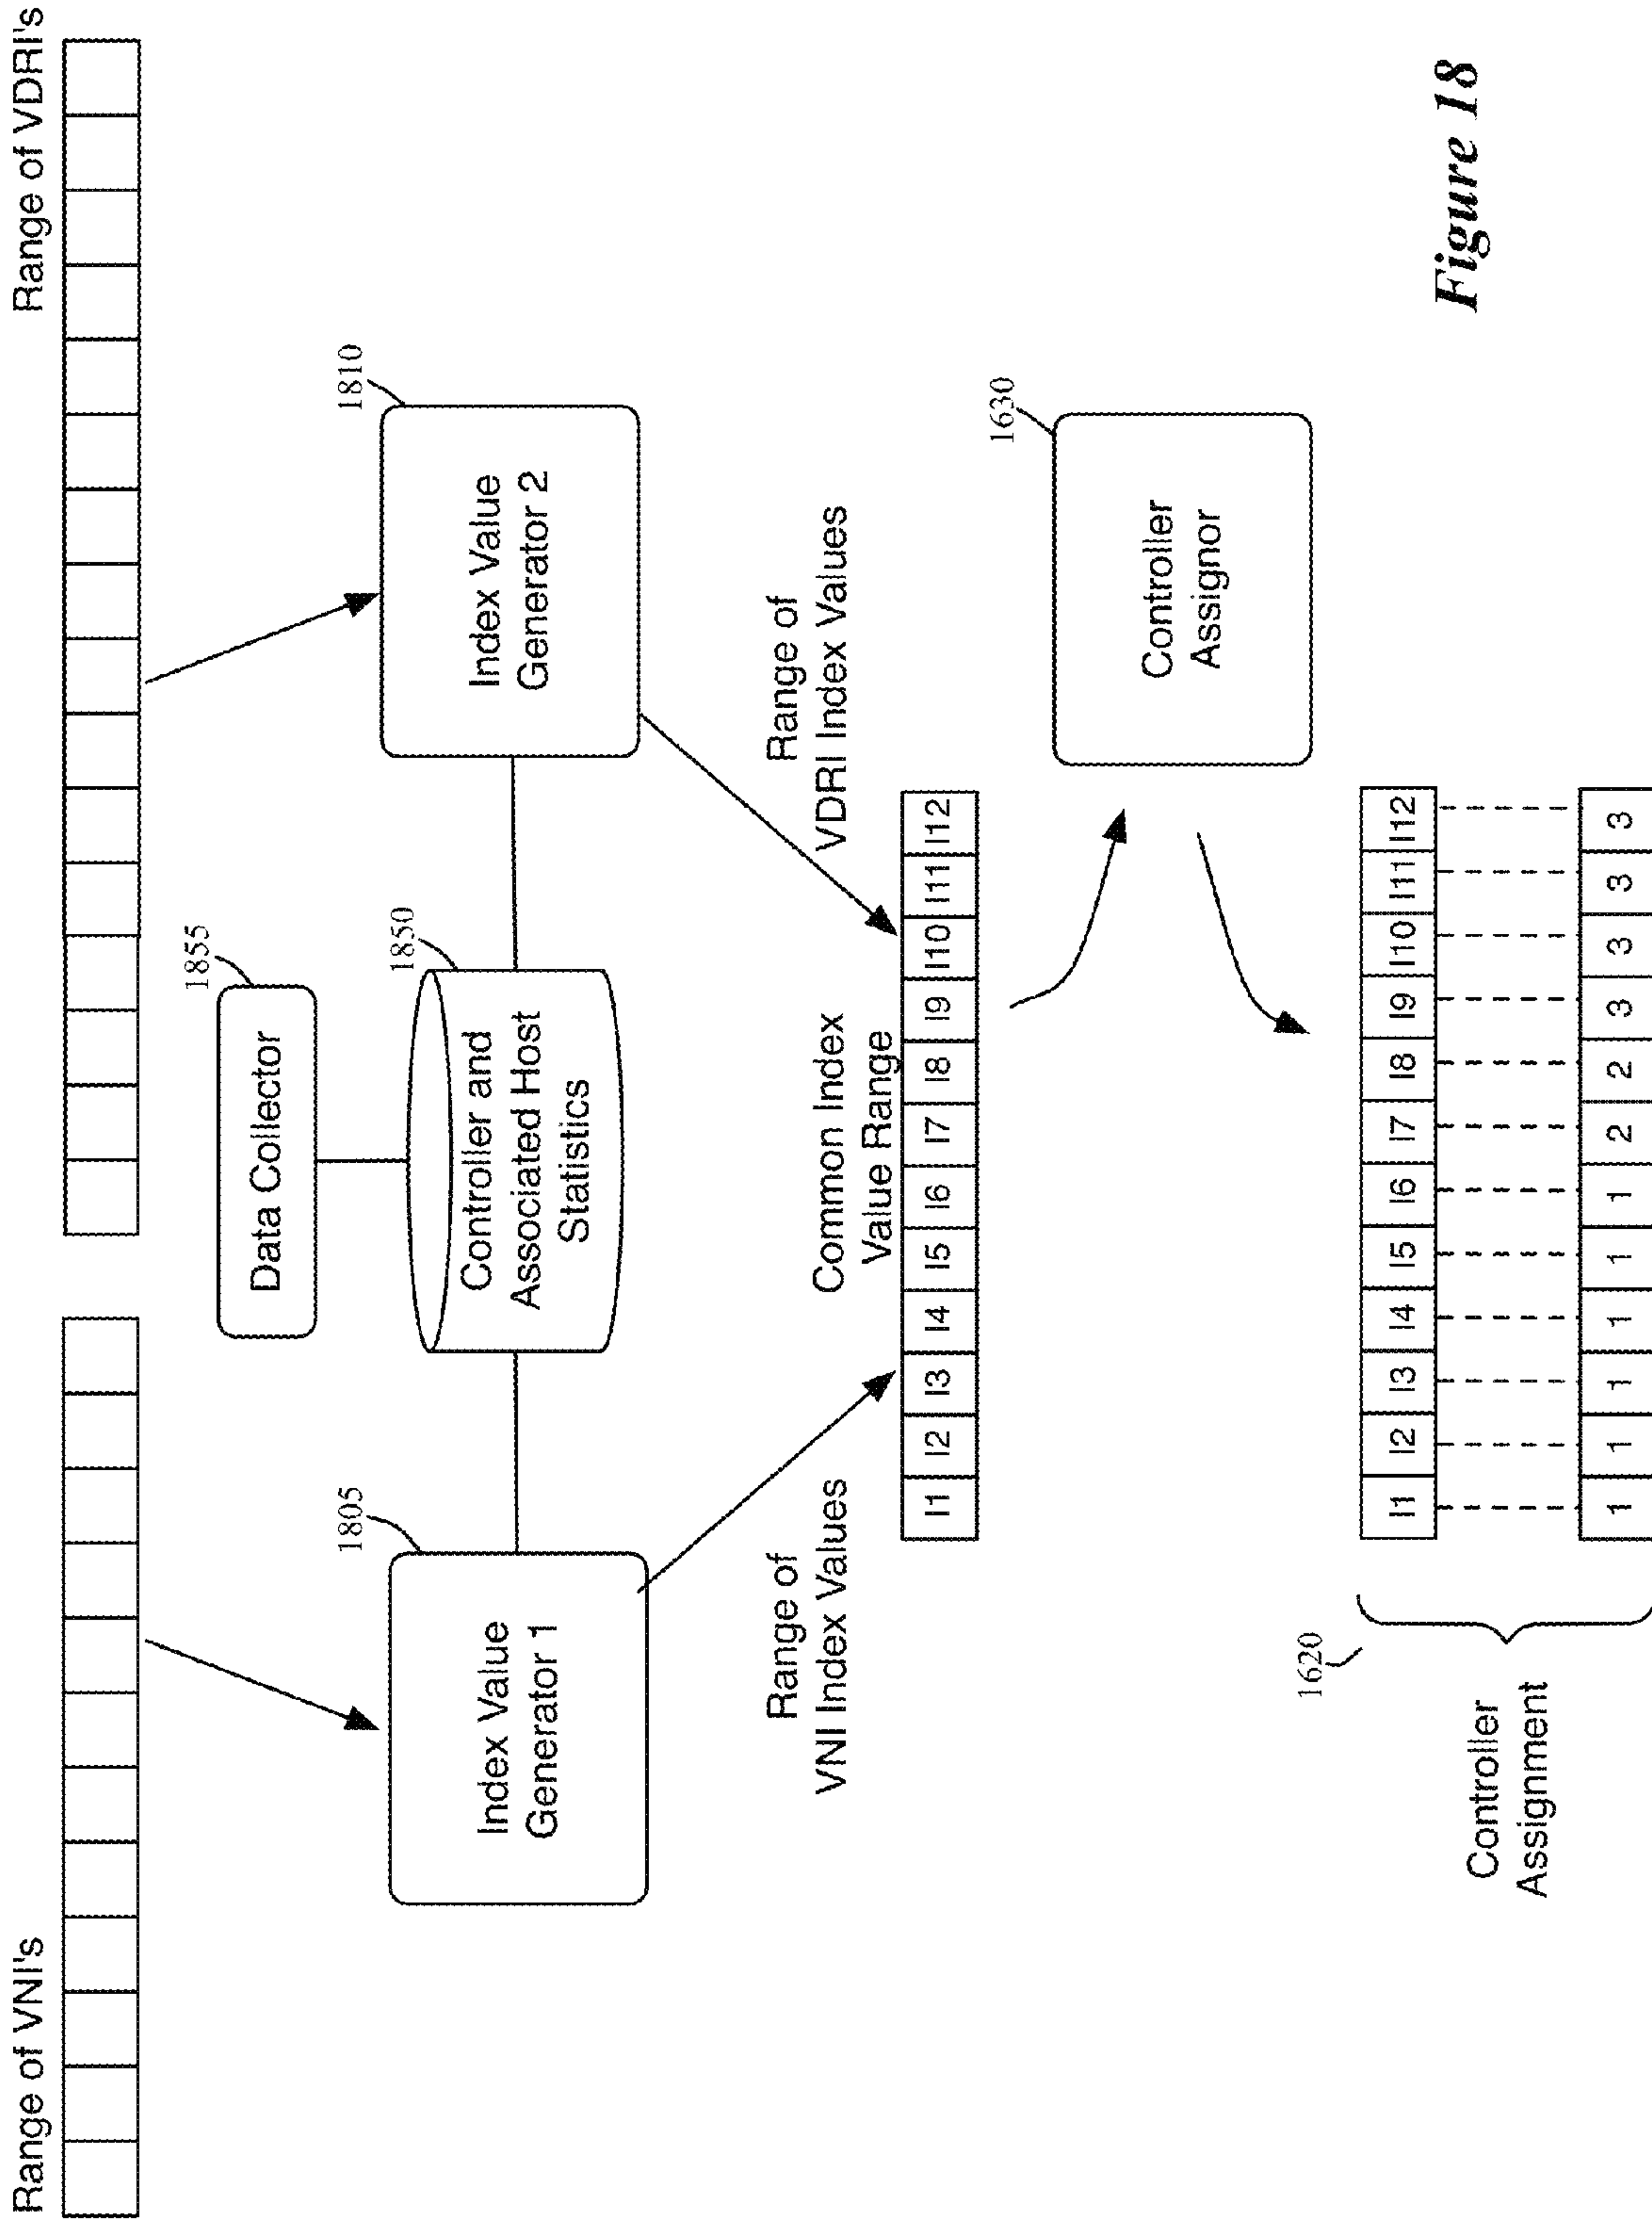 Range of VNI's
Range of VDRI's
1855
Data Collector
1805
1850
1810
Index Value
Generator 1
Controller and
Associated Host
Statistics
Index Value
Generator 2
Range of
VNI Index Values
Common Index
Value Range
Range of
VDRI Index Values
I1 I2 I3 I4 I5 I6 I7 I8 I9 I10 I11 I12
1630
Controller
Assignor
1620
Controller
Assignment
I1 I2 I3 I4 I5 I6 I7 I8 I9 I10 I11 I12
1 1 1 1 1 1 2 2 3 3 3 3
Figure 18